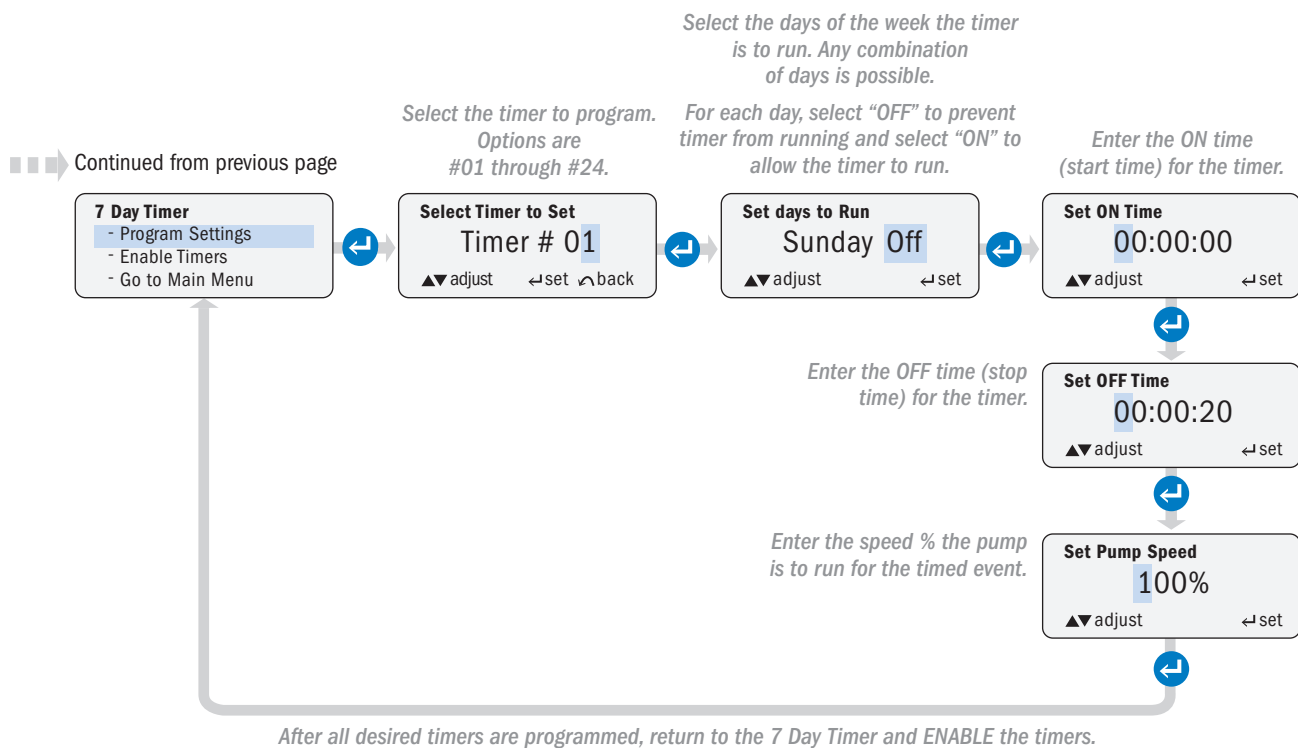 Select the days of the week the timer
is to run. Any combination
of days is possible.
Select the timer to program.
Options are
#01 through #24.
For each day, select “OFF” to prevent
timer from running and select “ON” to
allow the timer to run.
Enter the ON time
(start time) for the timer.
Continued from previous page
7 Day Timer
- Program Settings
- Enable Timers
- Go to Main Menu
Select Timer to Set
Timer # 01
▲▼ adjust ↵ set ↶ back
Set days to Run
Sunday Off
▲▼ adjust ↵ set
Set ON Time
00:00:00
▲▼ adjust ↵ set
Enter the OFF time (stop
time) for the timer.
Set OFF Time
00:00:20
▲▼ adjust ↵ set
Enter the speed % the pump
is to run for the timed event.
Set Pump Speed
100%
▲▼ adjust ↵ set
After all desired timers are programmed, return to the 7 Day Timer and ENABLE the timers.